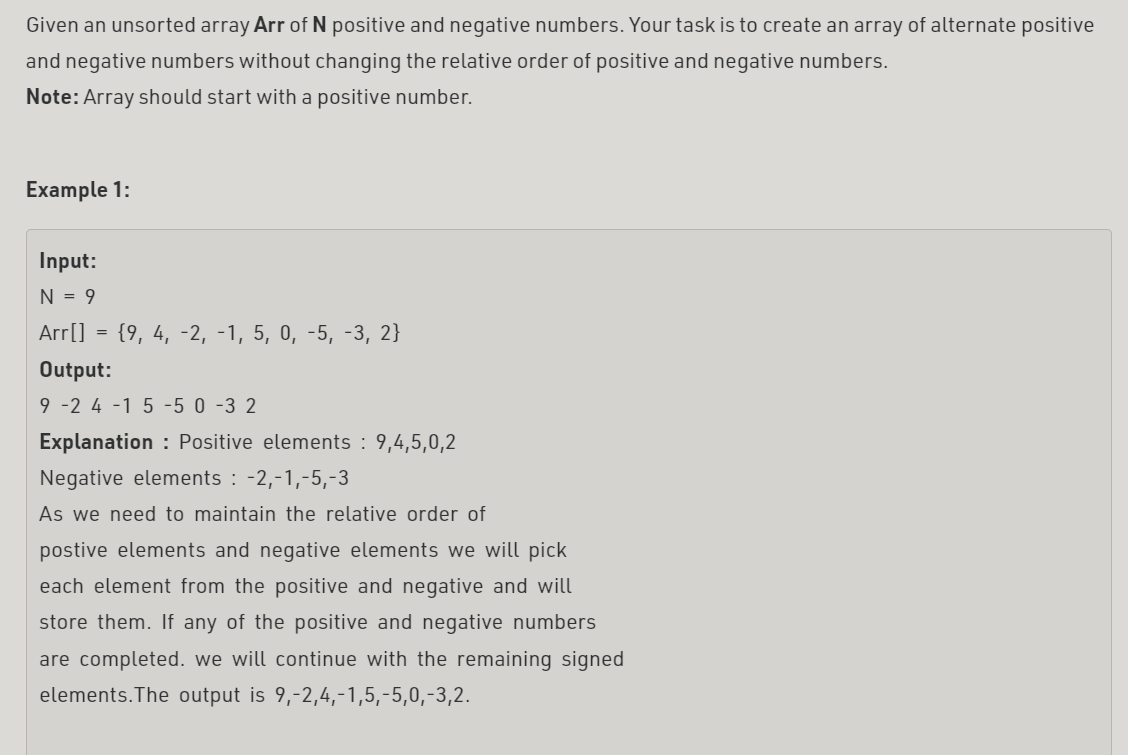 Given an unsorted array Arr of N positive and negative numbers. Your task is to create an array of alternate positive
and negative numbers without changing the relative order of positive and negative numbers.
Note: Array should start with a positive number.
Example 1:
Input:
N = 9
Arr[] = {9, 4, -2, -1, 5, 0, -5, -3, 2}
Output:
9 -2 4 -1 5 -5 0 -3 2
Explanation : Positive elements : 9,4,5,0,2
Negative elements : -2,-1,-5,-3
As we need to maintain the relative order of
postive elements and negative elements we will pick
each element from the positive and negative and will
store them. If any of the positive and negative numbers
are completed. we will continue with the remaining signed
elements.The output is 9,-2,4,-1,5,-5,0,-3,2.